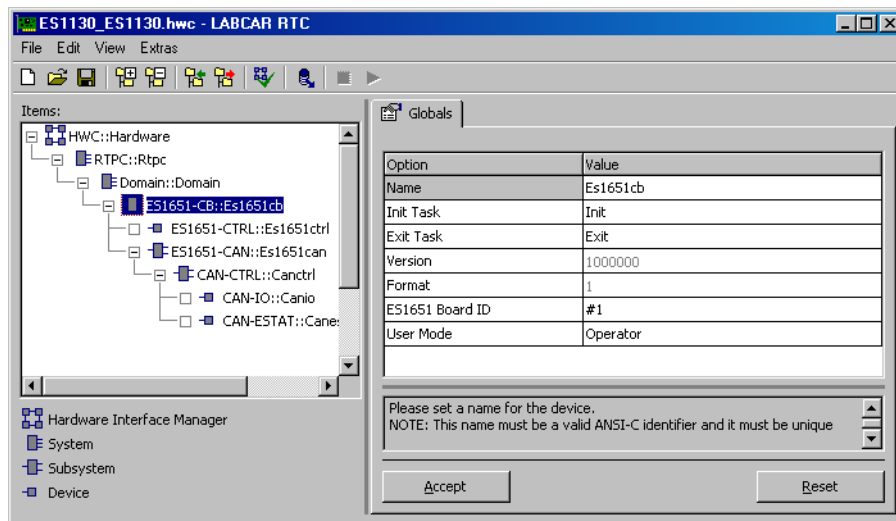 ES1130_ES1130.hwc - LABCAR RTC
File Edit View Extras
Items:
HWC::Hardware
RTPC::Rtpc
Domain::Domain
ES1651-CB::Es1651cb
ES1651-CTRL::Es1651ctrl
ES1651-CAN::Es1651can
CAN-CTRL::Canctrl
CAN-IO::Canio
CAN-ESTAT::Canes
Hardware Interface Manager
System
Subsystem
Device
Globals
Option Value
Name Es1651cb
Init Task Init
Exit Task Exit
Version 1000000
Format 1
ES1651 Board ID #1
User Mode Operator
Please set a name for the device.
NOTE: This name must be a valid ANSI-C identifier and it must be unique
Accept Reset